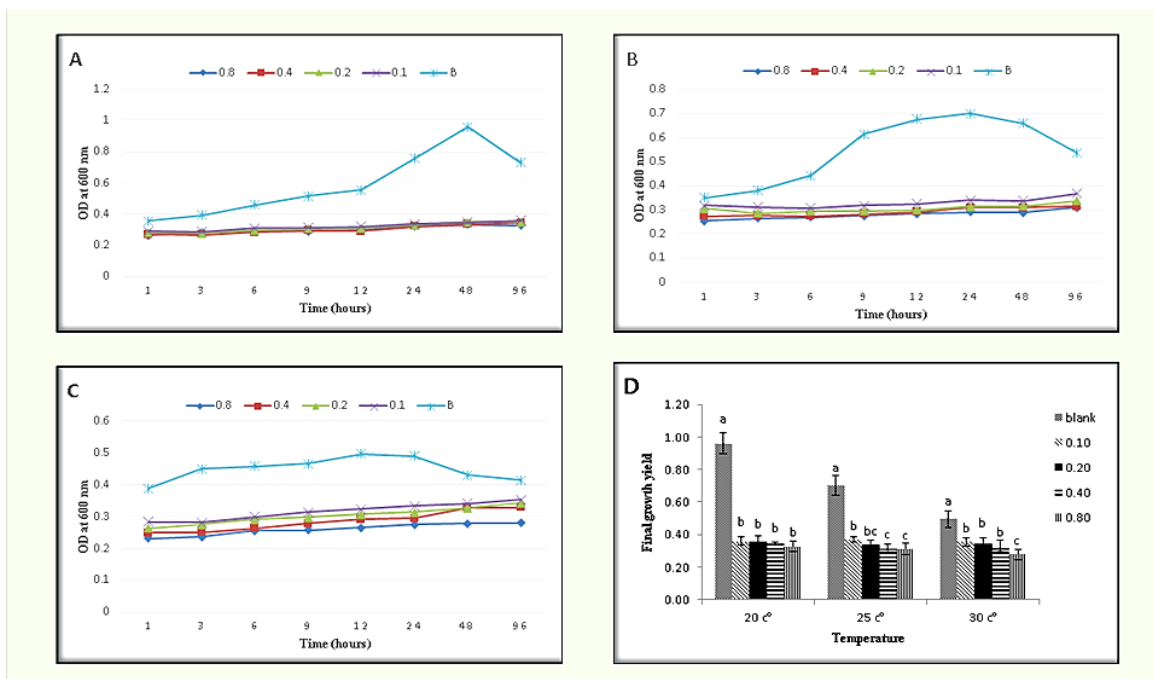 A
0.8 0.4 0.2 0.1 B
1.2
1
0.8
0.6
0.4
0.2
0
OD at 600 nm
1 3 6 9 12 24 48 96
Time (hours)
B
0.8 0.4 0.2 0.1 B
0.8
0.7
0.6
0.5
0.4
0.3
0.2
0.1
0
OD at 600 nm
1 3 6 9 12 24 48 96
Time (hours)
C
0.8 0.4 0.2 0.1 B
0.6
0.5
0.4
0.3
0.2
0.1
0
OD at 600 nm
1 3 6 9 12 24 48 96
Time (hours)
D
1.20
1.00
0.80
0.60
0.40
0.20
0.00
Final growth yield
a b b b b
a b bc c c
a b b c c
20 c° 25 c° 30 c°
Temperature
blank
0.10
0.20
0.40
0.80